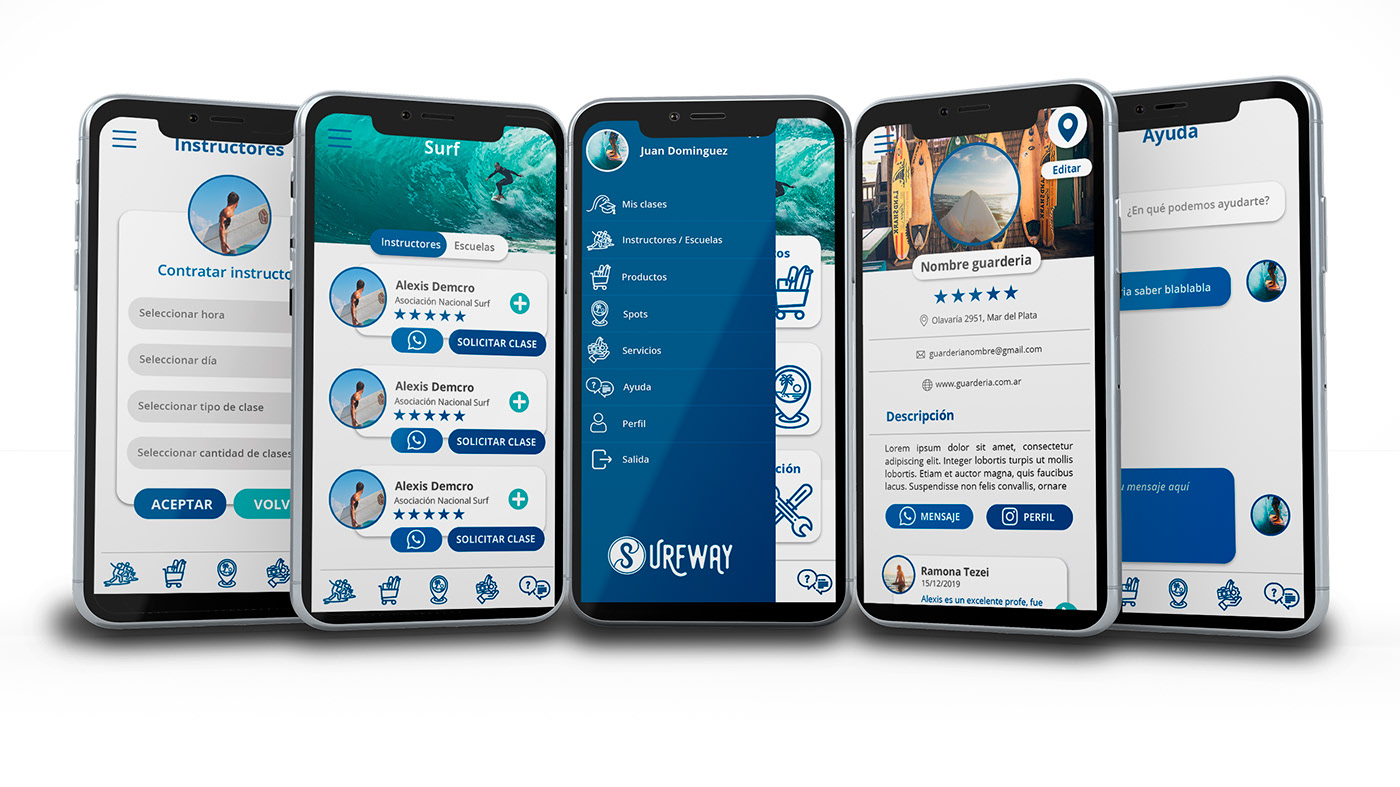 Instructores
Contratar instructo
Seleccionar hora
Seleccionar día
Seleccionar tipo de clase
Seleccionar cantidad de clases
ACEPTAR
VOLV
Surf
Instructores
Escuelas
Alexis Demcro
Asociación Nacional Surf
SOLICITAR CLASE
Alexis Demcro
Asociación Nacional Surf
SOLICITAR CLASE
Alexis Demcro
Asociación Nacional Surf
SOLICITAR CLASE
Juan Dominguez
Mis clases
Instructores / Escuelas
Productos
Spots
Servicios
Ayuda
Perfil
Salida
SURFWAY
tos
ción
Editar
Nombre guarderia
Olavaría 2951, Mar del Plata
guarderianombre@gmail.com
www.guarderia.com.ar
Descripción
Lorem ipsum dolor sit amet, consectetur
adipiscing elit. Integer lobortis turpis ut mollis
lobortis. Etiam et auctor magna, quis faucibus
lacus. Suspendisse non felis convallis, ornare
MENSAJE
PERFIL
Ramona Tezei
15/12/2019
Alexis es un excelente profe, fue
Ayuda
¿En qué podemos ayudarte?
ria saber blablabla
u mensaje aquí